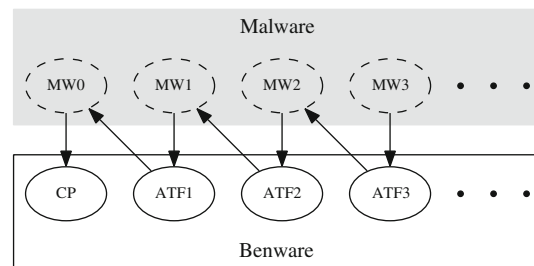 Malware
MW0 MW1 MW2 MW3 • • •
CP ATF1 ATF2 ATF3 • • •
Benware